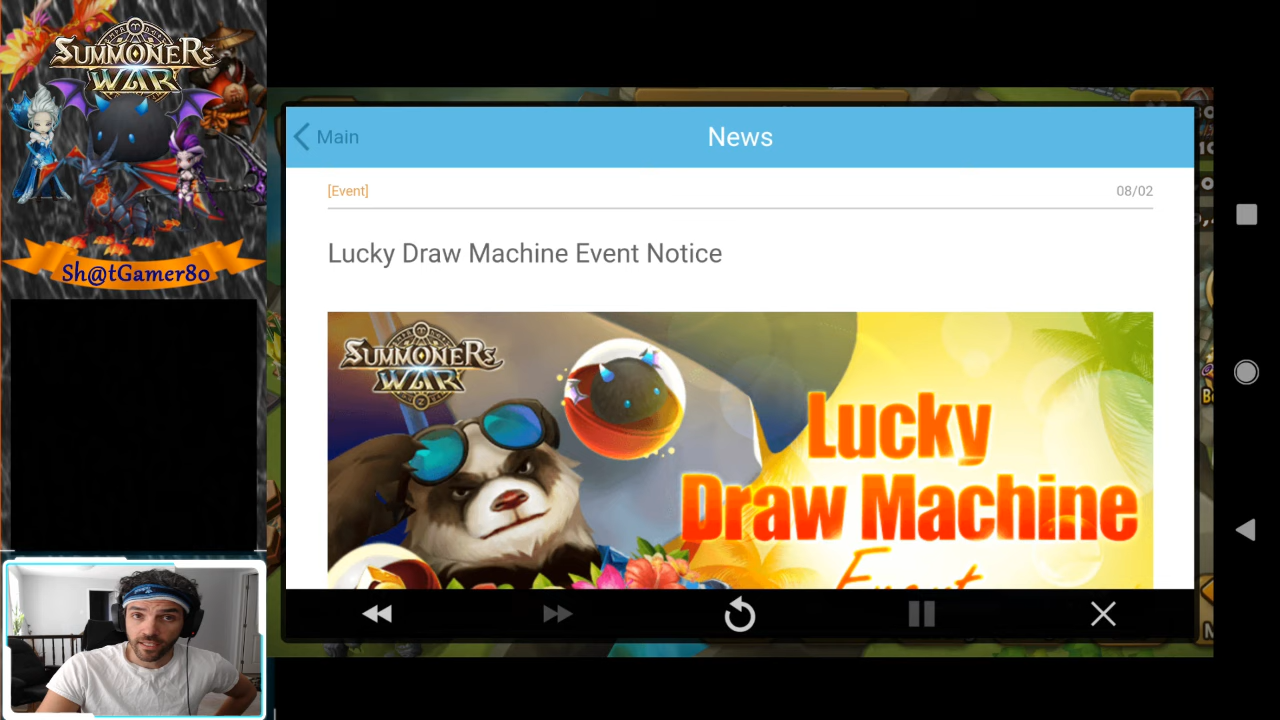 SUMMONERS
WAR
Sh@tGamer80
Main
News
[Event]
08/02
Lucky Draw Machine Event Notice
SUMMONERS
WAR
Lucky
Draw Machine
Event